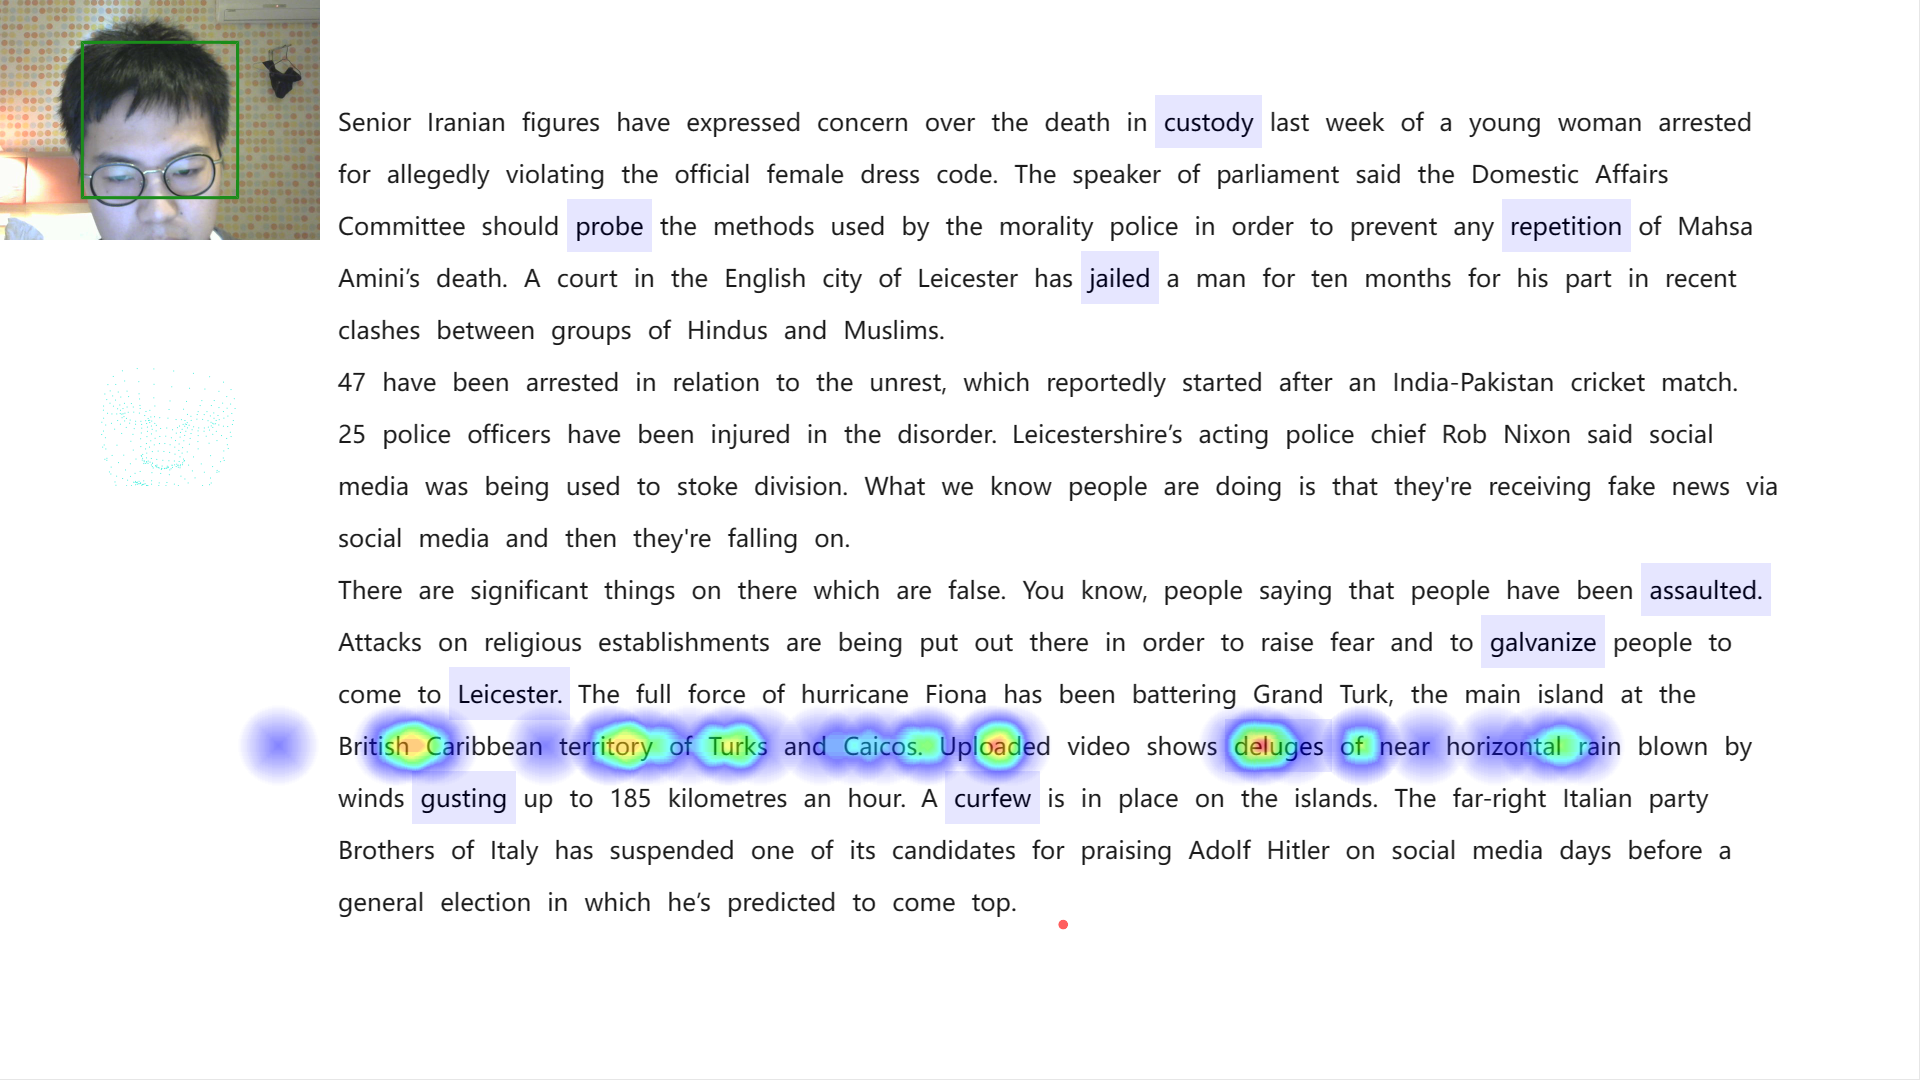 Senior Iranian figures have expressed concern over the death in custody last week of a young woman arrested
for allegedly violating the official female dress code. The speaker of parliament said the Domestic Affairs
Committee should probe the methods used by the morality police in order to prevent any repetition of Mahsa
Amini’s death. A court in the English city of Leicester has jailed a man for ten months for his part in recent
clashes between groups of Hindus and Muslims.
47 have been arrested in relation to the unrest, which reportedly started after an India-Pakistan cricket match.
25 police officers have been injured in the disorder. Leicestershire’s acting police chief Rob Nixon said social
media was being used to stoke division. What we know people are doing is that they're receiving fake news via
social media and then they're falling on.
There are significant things on there which are false. You know, people saying that people have been assaulted.
Attacks on religious establishments are being put out there in order to raise fear and to galvanize people to
come to Leicester. The full force of hurricane Fiona has been battering Grand Turk, the main island at the
British Caribbean territory of Turks and Caicos. Uploaded video shows deluges of near horizontal rain blown by
winds gusting up to 185 kilometres an hour. A curfew is in place on the islands. The far-right Italian party
Brothers of Italy has suspended one of its candidates for praising Adolf Hitler on social media days before a
general election in which he’s predicted to come top.